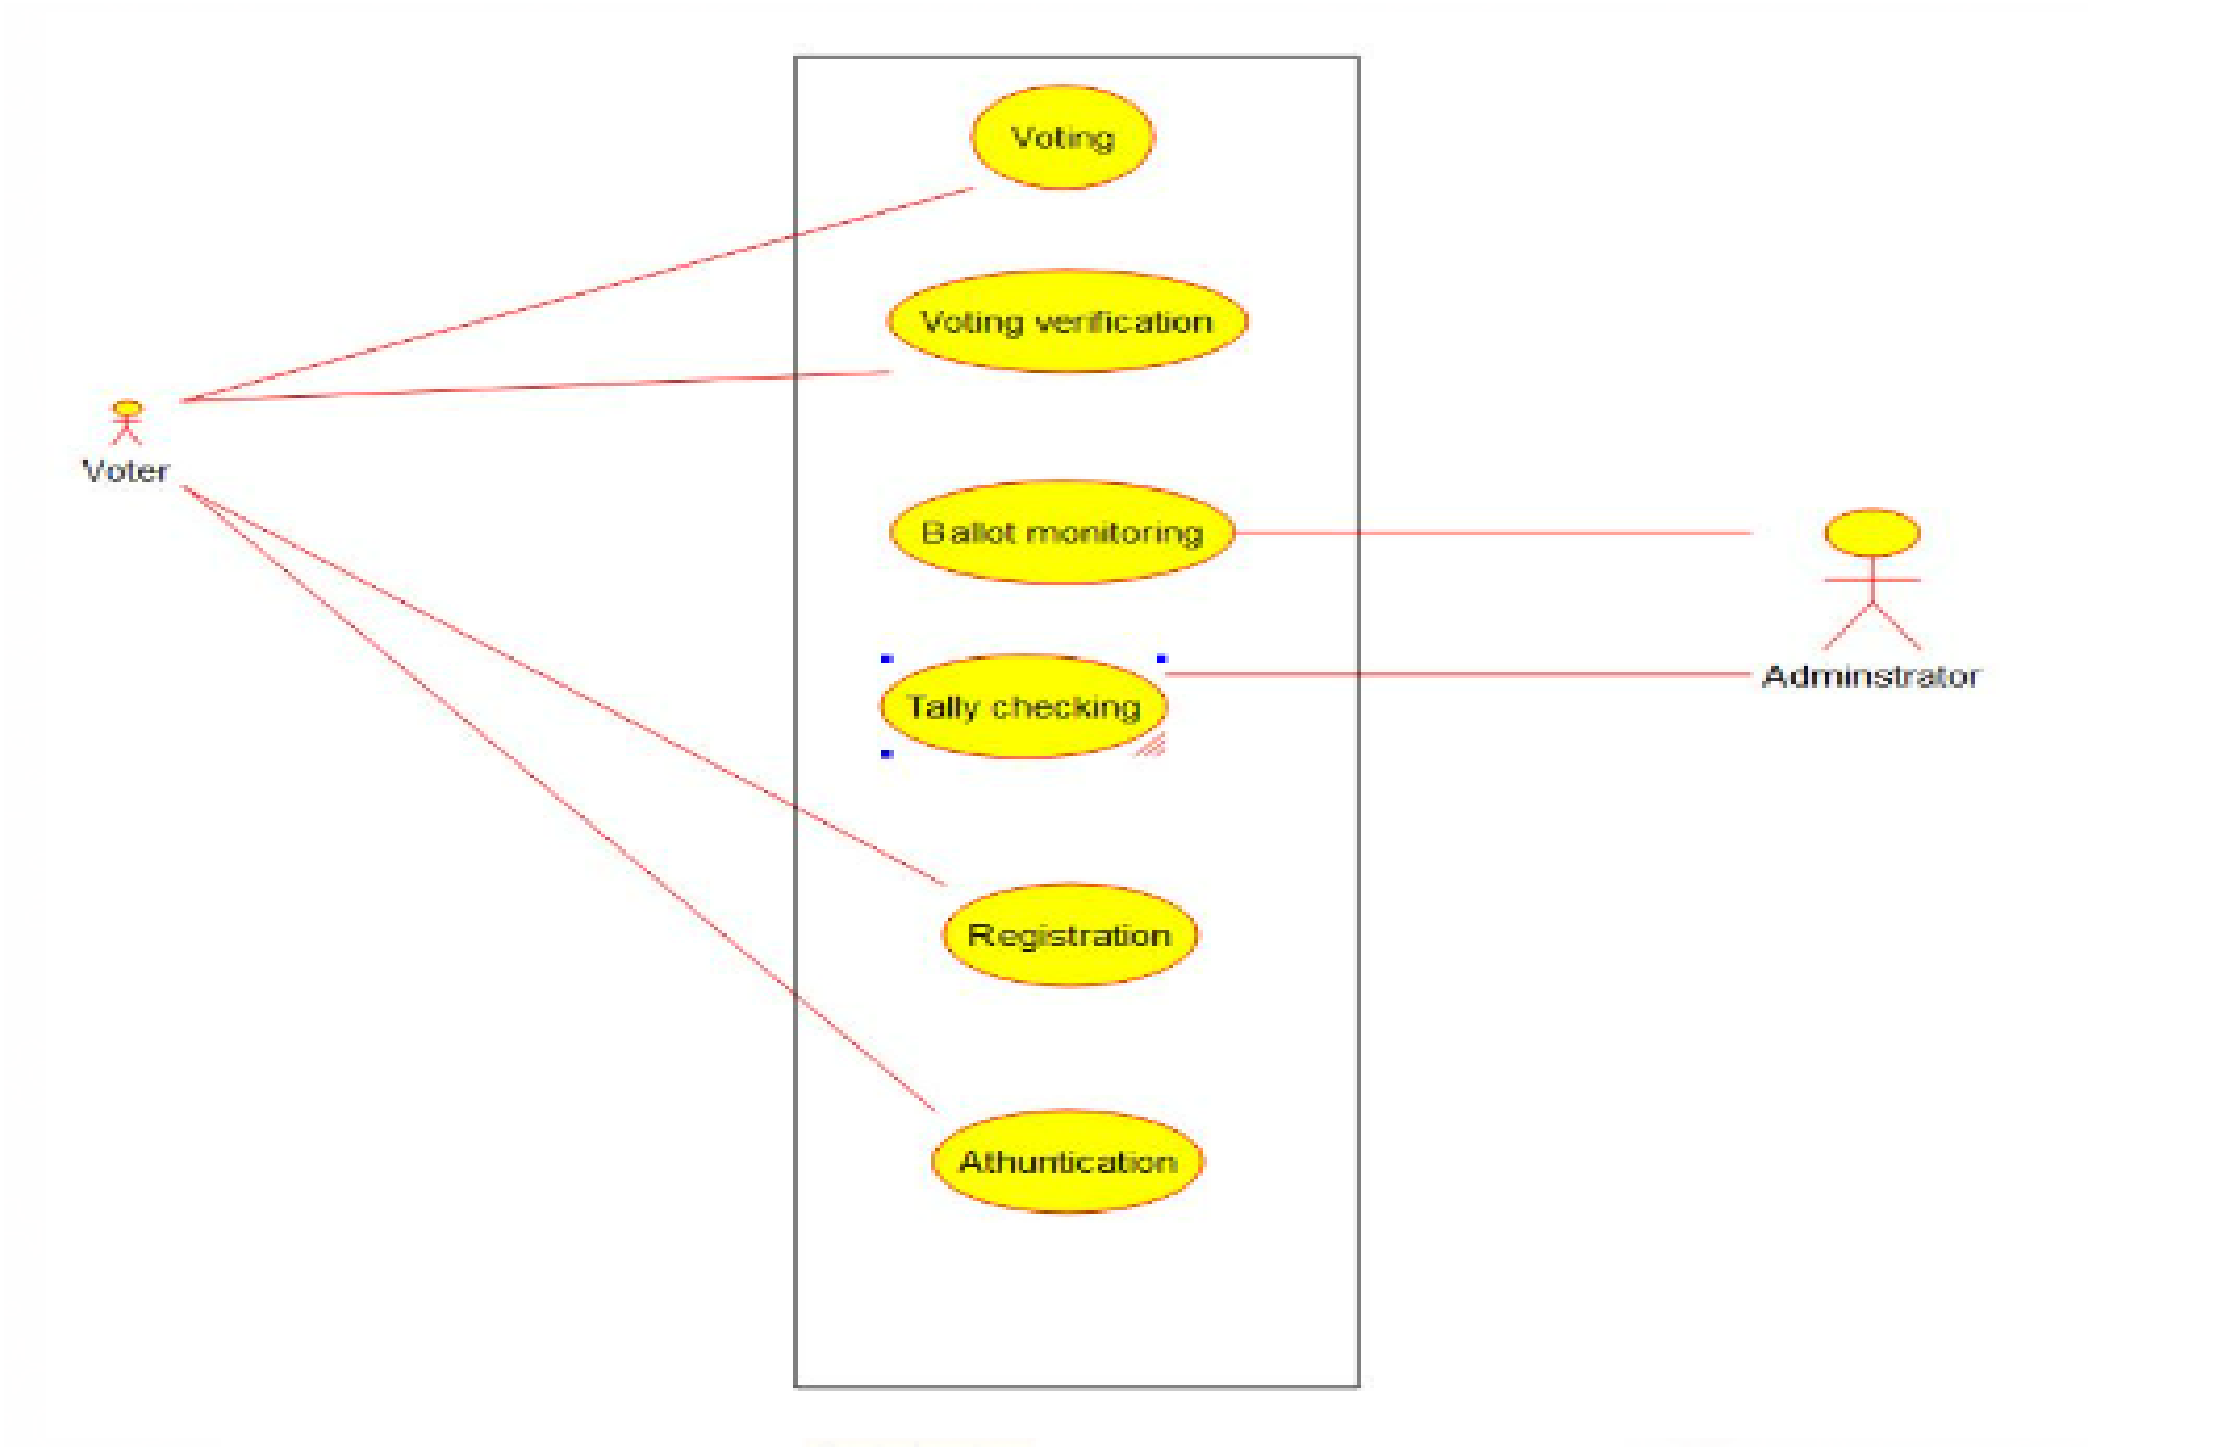 Voting
Voting verification
Voter
Ballot monitoring
Tally checking
Adminstrator
Registration
Athuntication